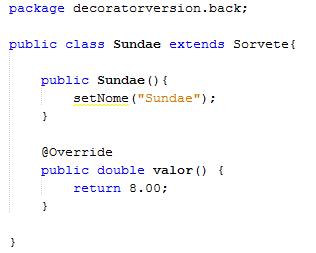 package decoratorversion.back;
public class Sundae extends Sorvete{
public Sundae(){
setNome("Sundae");
}
@Override
public double valor() {
return 8.00;
}
}